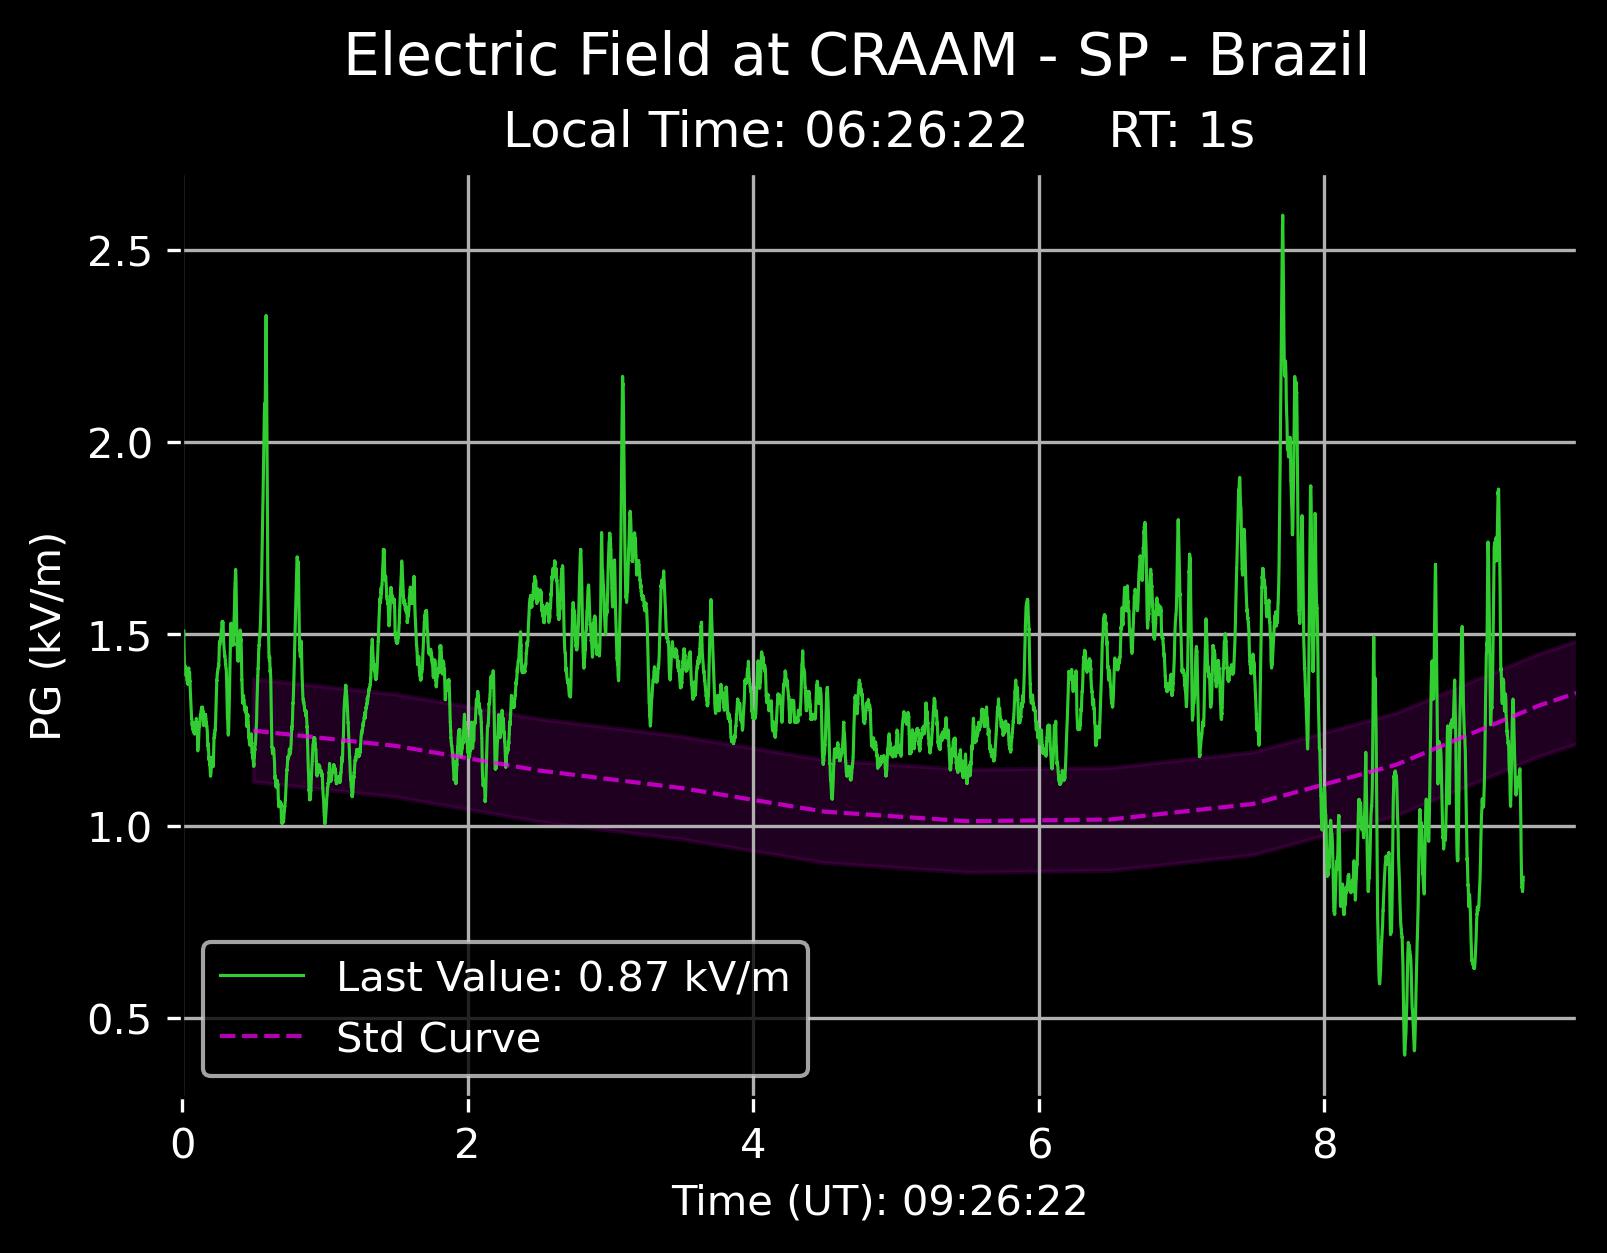 Electric Field at CRAAM - SP - Brazil
Local Time: 06:26:22 RT: 1s
PG (kV/m)
2.5
2.0
1.5
1.0
0.5
Last Value: 0.87 kV/m
Std Curve
0 2 4 6 8
Time (UT): 09:26:22